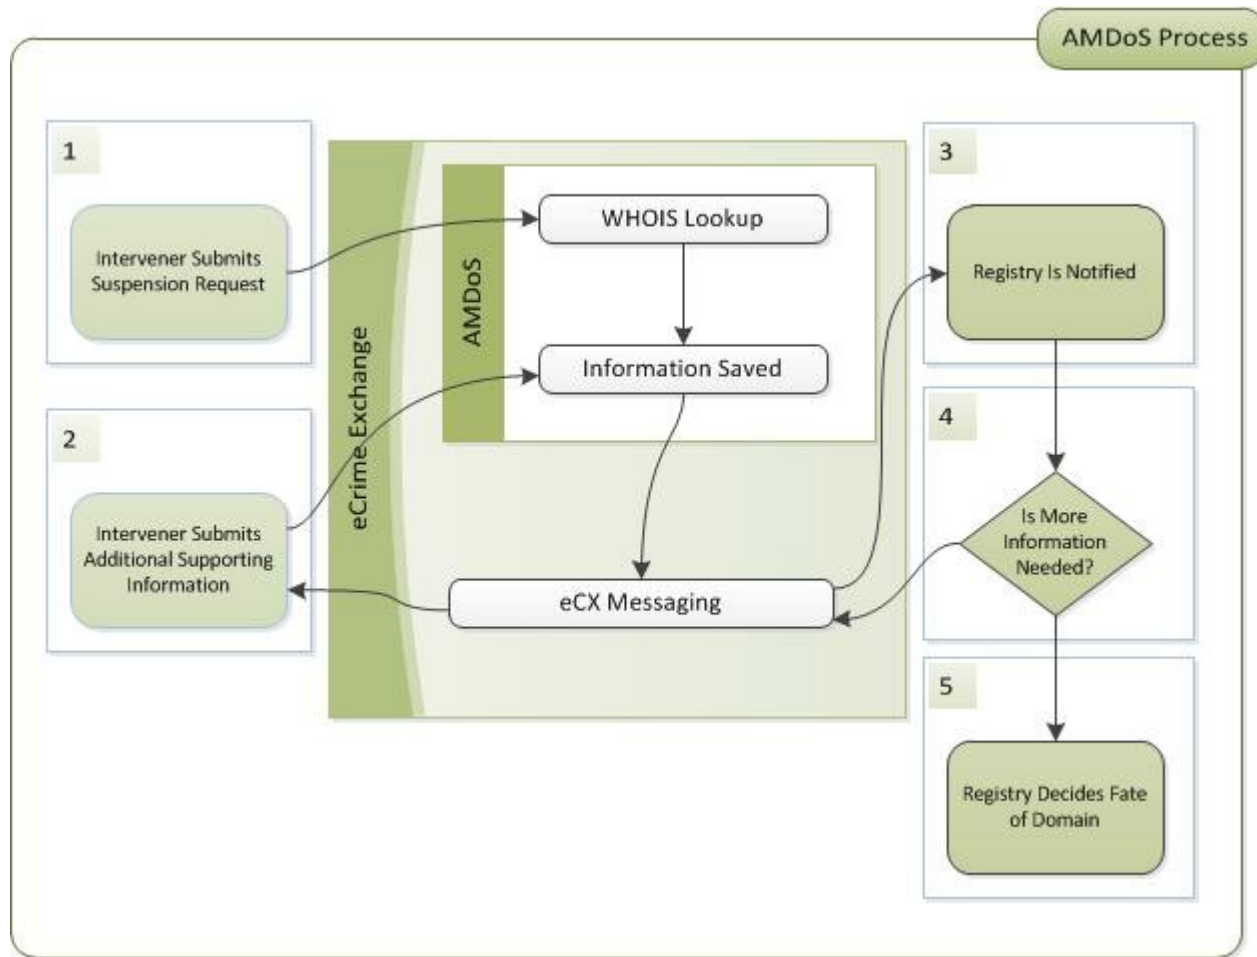 AMDoS Process
1
Intervener Submits
Suspension Request
2
Intervener Submits
Additional Supporting
Information
eCrime Exchange
AMDoS
WHOIS Lookup
Information Saved
eCX Messaging
3
Registry Is Notified
4
Is More
Information
Needed?
5
Registry Decides Fate
of Domain